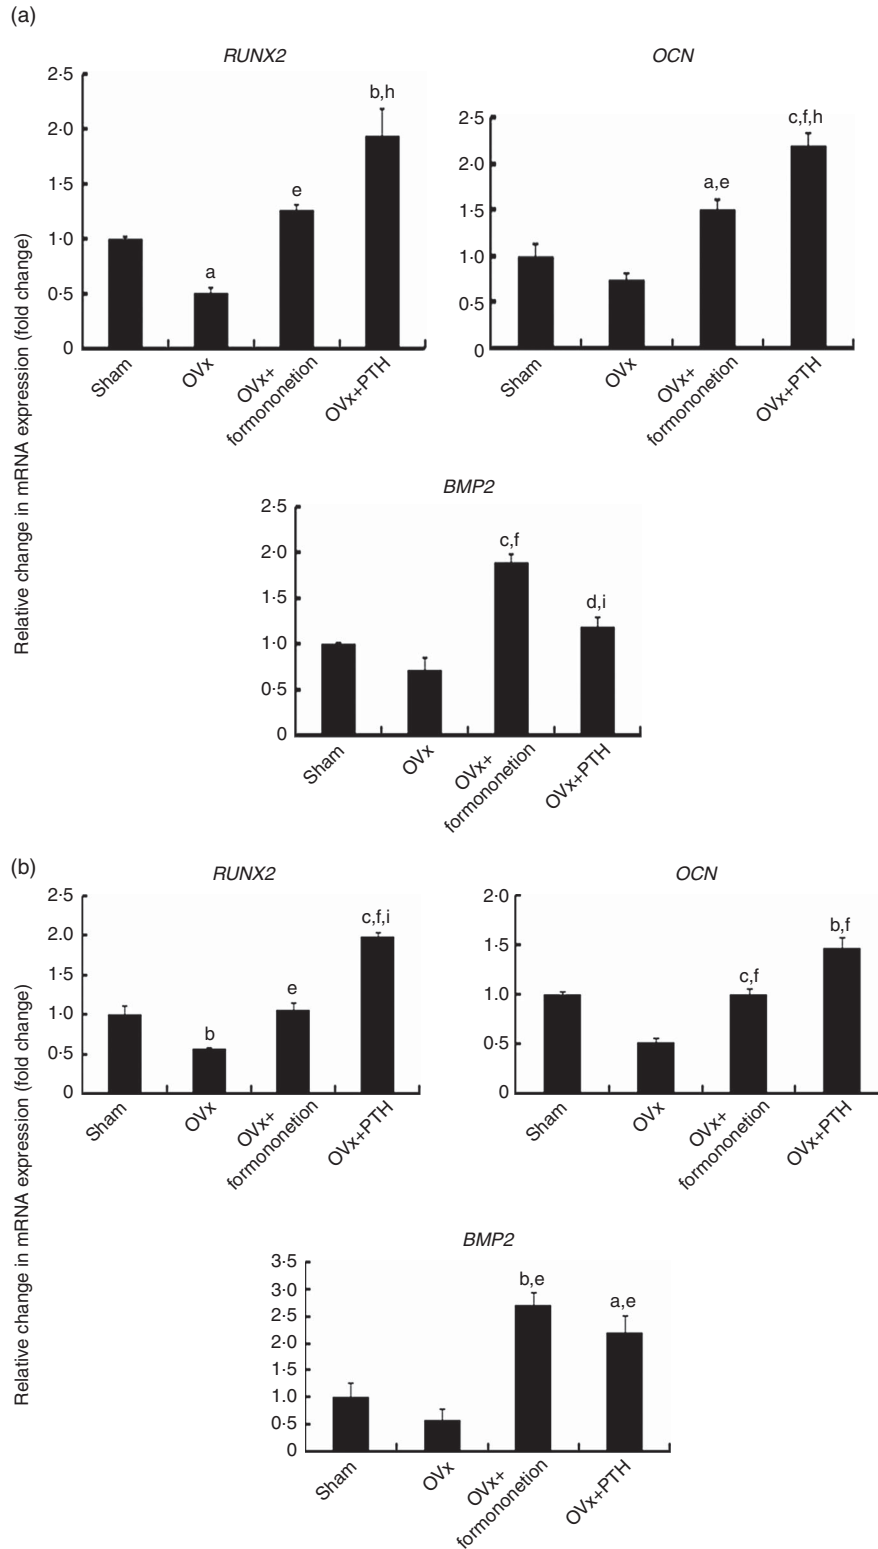 (a)
Relative change in mRNA expression (fold change)
RUNX2
2·5
2·0
1·5
1·0
0·5
0
a
e
b,h
Sham
OVx
OVx+
formononetion
OVx+PTH
OCN
2·5
2·0
1·5
1·0
0·5
0
a,e
c,f,h
Sham
OVx
OVx+
formononetion
OVx+PTH
BMP2
2·5
2·0
1·5
1·0
0·5
0
c,f
d,i
Sham
OVx
OVx+
formononetion
OVx+PTH
(b)
Relative change in mRNA expression (fold change)
RUNX2
2·5
2·0
1·5
1·0
0·5
0
b
e
c,f,i
Sham
OVx
OVx+
formononetion
OVx+PTH
OCN
2·0
1·5
1.0
0·5
0
c,f
b,f
Sham
OVx
OVx+
formononetion
OVx+PTH
BMP2
3·5
3·0
2·5
2·0
1·5
1.0
0·5
0
b,e
a,e
Sham
OVx
OVx+
formononetion
OVx+PTH